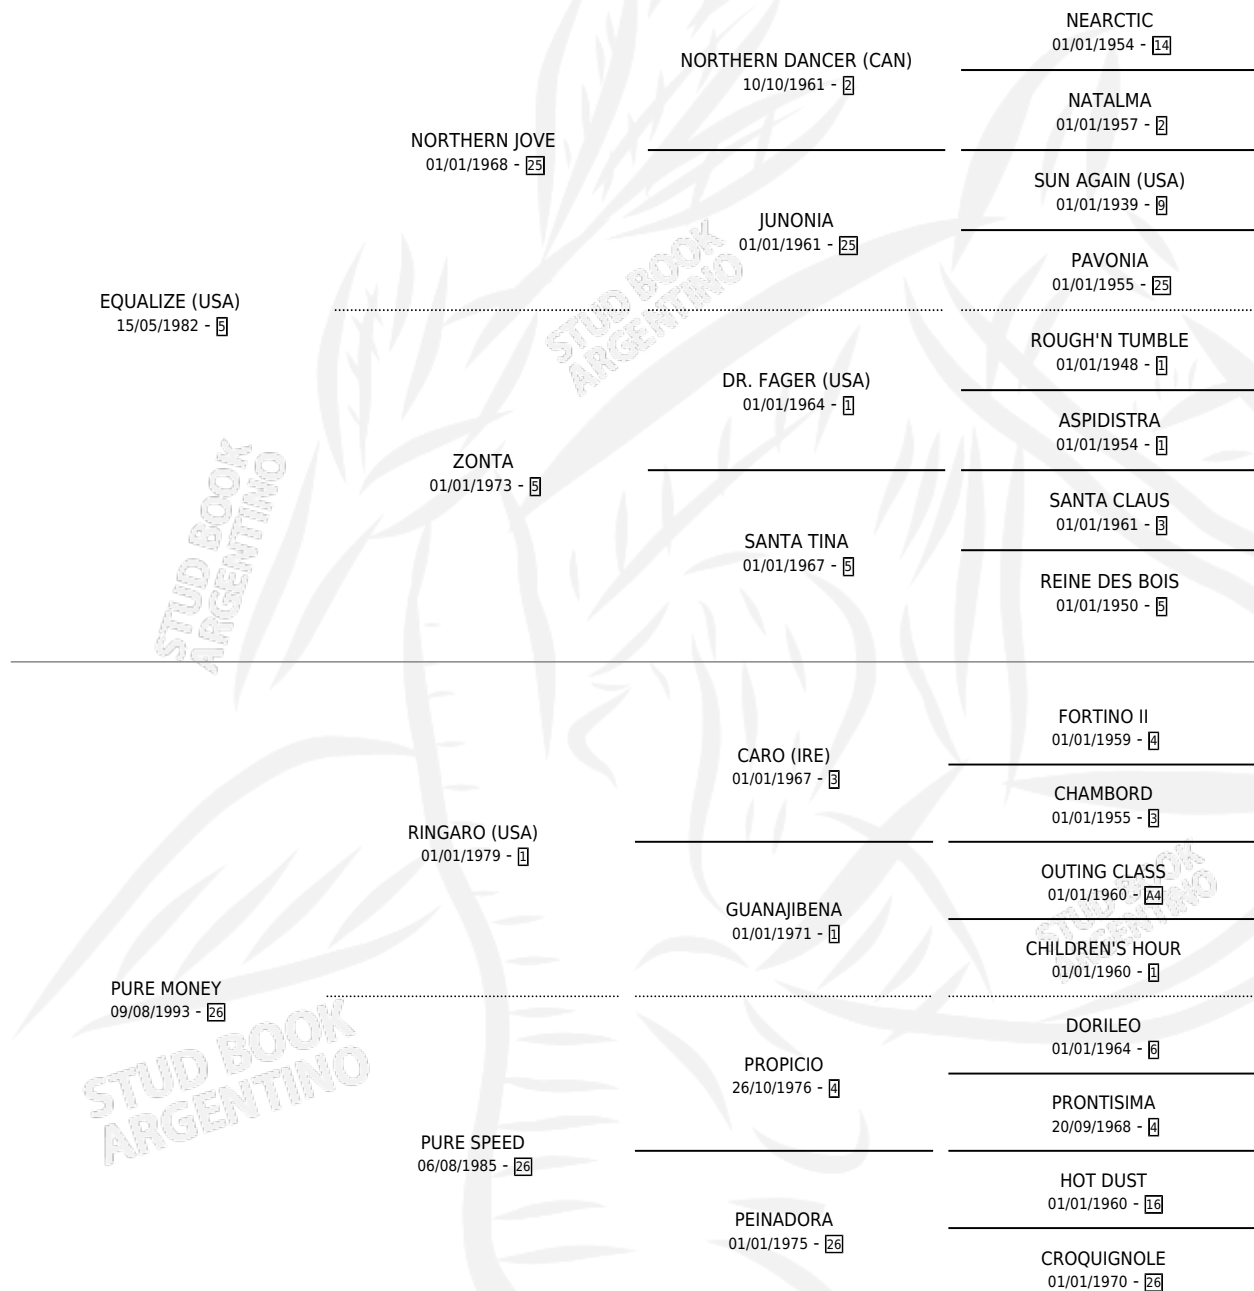 NEARCTIC
01/01/1954 - 14
NORTHERN DANCER (CAN)
10/10/1961 - 2
NATALMA
01/01/1957 - 2
NORTHERN JOVE
01/01/1968 - 25
SUN AGAIN (USA)
01/01/1939 - 9
JUNONIA
01/01/1961 - 25
PAVONIA
01/01/1955 - 25
EQUALIZE (USA)
15/05/1982 - 5
STUD BOOK
ARGENTINO
ROUGH'N TUMBLE
01/01/1948 - 1
DR. FAGER (USA)
01/01/1964 - 1
ASPIDISTRA
01/01/1954 - 1
ZONTA
01/01/1973 - 5
SANTA CLAUS
01/01/1961 - 3
SANTA TINA
01/01/1967 - 5
REINE DES BOIS
01/01/1950 - 5
STUD BOOK
ARGENTINO
FORTINO II
01/01/1959 - 4
CARO (IRE)
01/01/1967 - 3
CHAMBORD
01/01/1955 - 3
RINGARO (USA)
01/01/1979 - 1
OUTING CLASS
01/01/1960 - A4
GUANAJIBENA
01/01/1971 - 1
CHILDREN'S HOUR
01/01/1960 - 1
STUD BOOK
ARGENTINO
PURE MONEY
09/08/1993 - 26
DORILEO
01/01/1964 - 6
PROPICIO
26/10/1976 - 4
PRONTISIMA
20/09/1968 - 4
STUD BOOK
ARGENTINO
PURE SPEED
06/08/1985 - 26
HOT DUST
01/01/1960 - 16
PEINADORA
01/01/1975 - 26
CROQUIGNOLE
01/01/1970 - 26